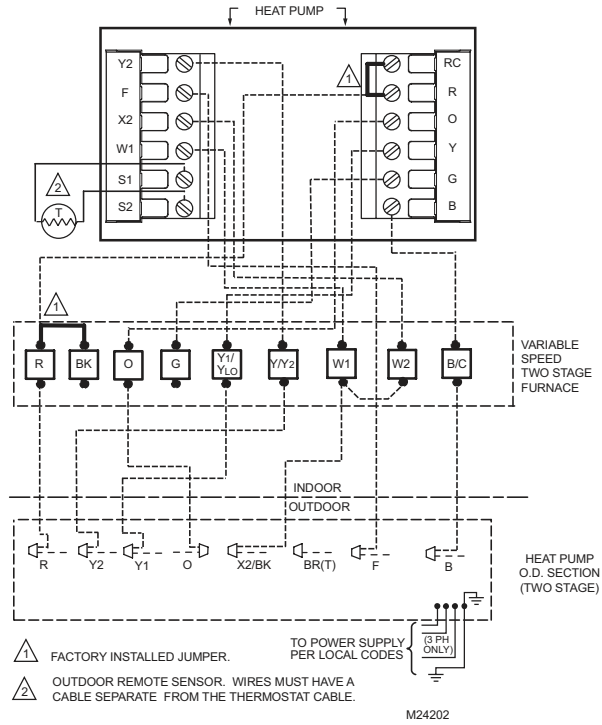 HEAT PUMP
Y2
F
X2
W1
S1
S2
RC
R
O
Y
G
B
1
2
T
1
R
BK
O
G
Y1/
YLO
Y/Y2
W1
W2
B/C
VARIABLE
SPEED
TWO STAGE
FURNACE
INDOOR
OUTDOOR
R
Y2
Y1
O
X2/BK
BR(T)
F
B
HEAT PUMP
O.D. SECTION
(TWO STAGE)
TO POWER SUPPLY
PER LOCAL CODES
(3 PH
ONLY)
1 FACTORY INSTALLED JUMPER.
2 OUTDOOR REMOTE SENSOR. WIRES MUST HAVE A
CABLE SEPARATE FROM THE THERMOSTAT CABLE.
M24202